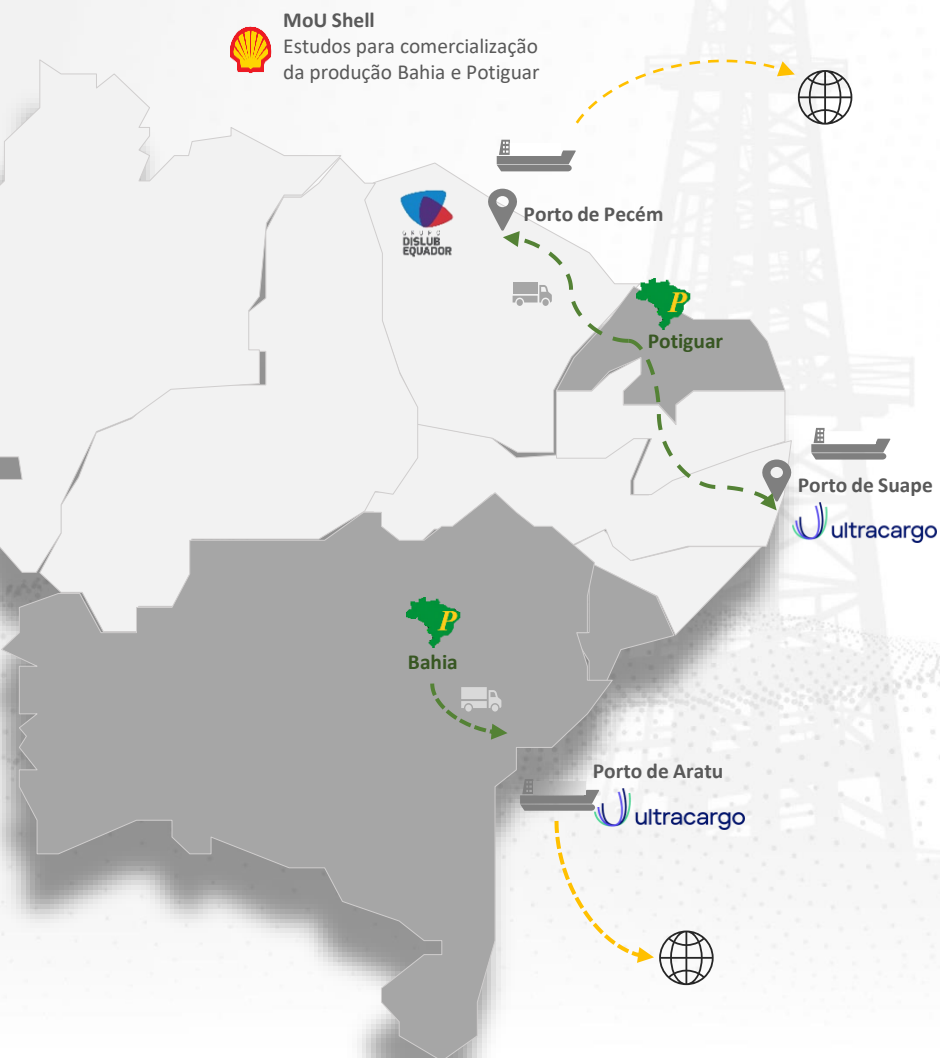 MoU Shell
Estudos para comercialização
da produção Bahia e Potiguar
Porto de Pecém
GRUPO
DISLUB
EQUADOR
P
Potiguar
Porto de Suape
ultracargo
P
Bahia
Porto de Aratu
ultracargo